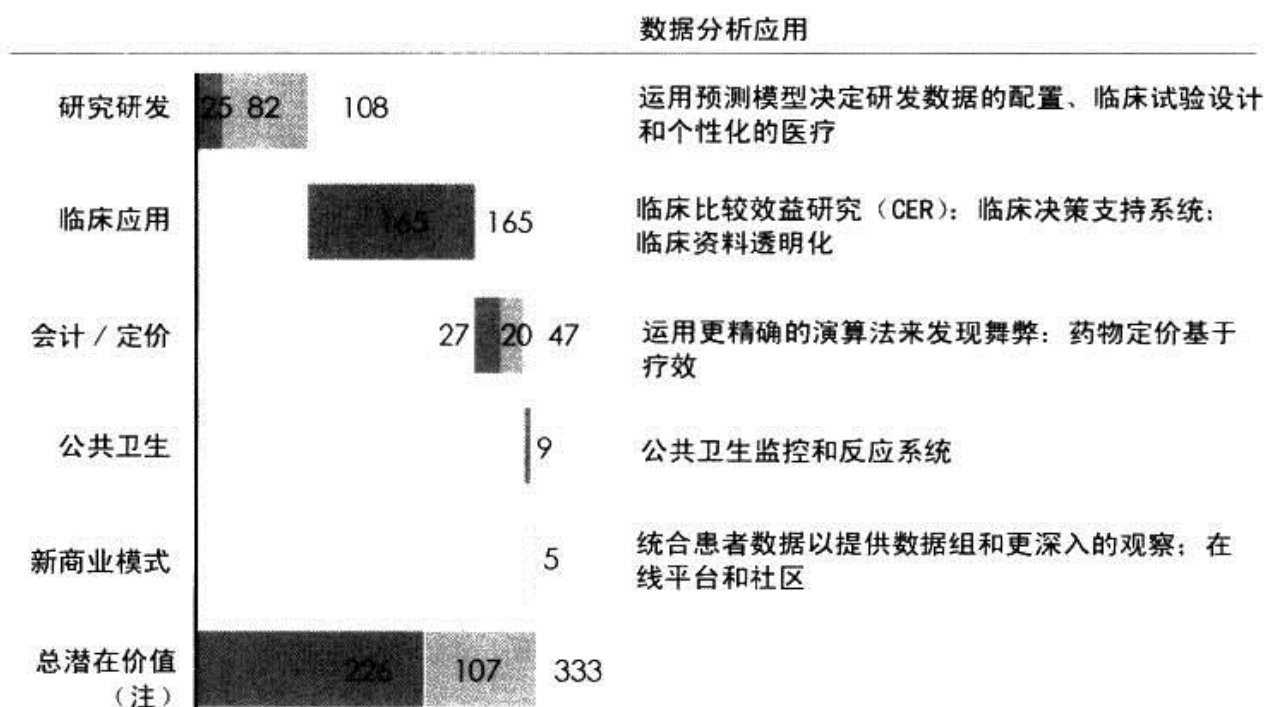 数据分析应用
研究研发
25 82 108
运用预测模型决定研发数据的配置、临床试验设计
和个性化的医疗
临床应用
165 165
临床比较效益研究（CER）：临床决策支持系统：
临床资料透明化
会计 / 定价
27 20 47
运用更精确的演算法来发现舞弊：药物定价基于
疗效
公共卫生
9
公共卫生监控和反应系统
新商业模式
5
统合患者数据以提供数据组和更深入的观察；在
线平台和社区
总潜在价值
（注）
226 107 333